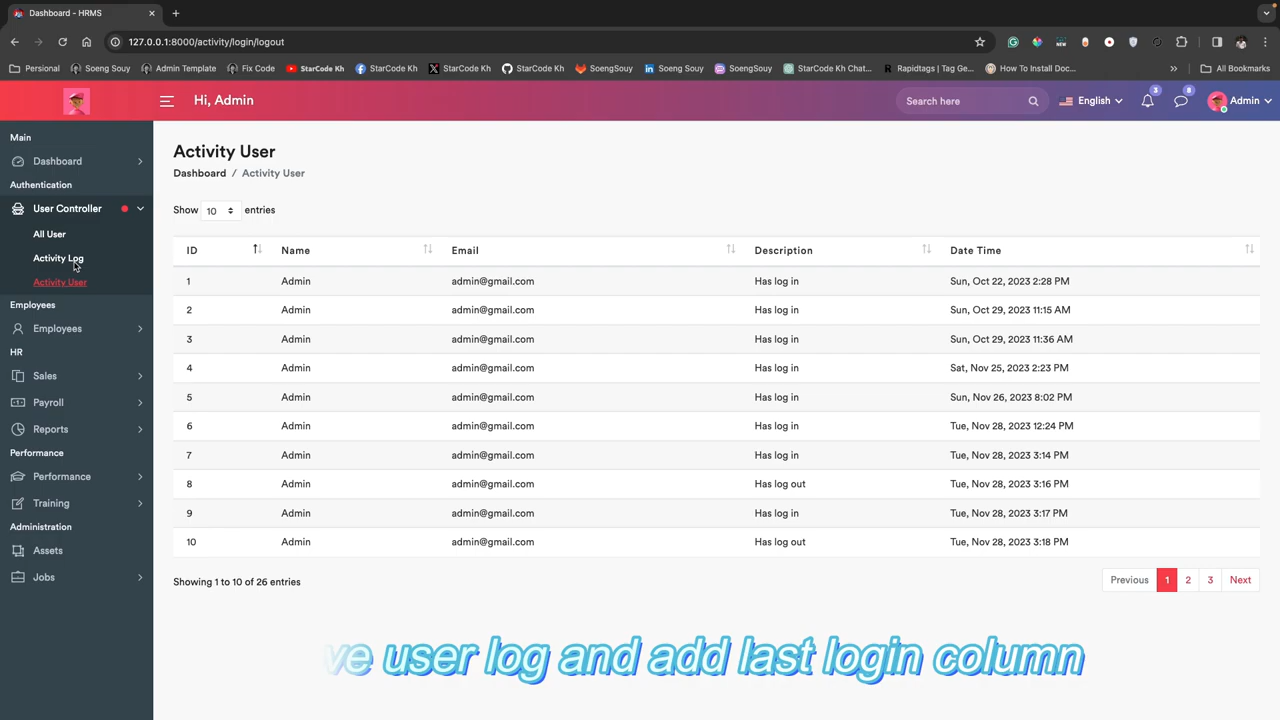 Dashboard - HRMS
127.0.0.1:8000/activity/login/logout
Personal Soeng Souy Admin Template Fix Code StarCode Kh StarCode Kh StarCode Kh StarCode Kh SoengSouy Soeng Souy SoengSouy StarCode Kh Chat... Rapidtags | Tag Ge... How To Install Doc... All Bookmarks
Hi, Admin
Search here
English
3
8
Admin
Main
Dashboard
Authentication
User Controller
All User
Activity Log
Activity User
Employees
Employees
HR
Sales
Payroll
Reports
Performance
Performance
Training
Administration
Assets
Jobs
Activity User
Dashboard / Activity User
Show 10 entries
ID Name Email Description Date Time
1 Admin admin@gmail.com Has log in Sun, Oct 22, 2023 2:28 PM
2 Admin admin@gmail.com Has log in Sun, Oct 29, 2023 11:15 AM
3 Admin admin@gmail.com Has log in Sun, Oct 29, 2023 11:36 AM
4 Admin admin@gmail.com Has log in Sat, Nov 25, 2023 2:23 PM
5 Admin admin@gmail.com Has log in Sun, Nov 26, 2023 8:02 PM
6 Admin admin@gmail.com Has log in Tue, Nov 28, 2023 12:24 PM
7 Admin admin@gmail.com Has log in Tue, Nov 28, 2023 3:14 PM
8 Admin admin@gmail.com Has log out Tue, Nov 28, 2023 3:16 PM
9 Admin admin@gmail.com Has log in Tue, Nov 28, 2023 3:17 PM
10 Admin admin@gmail.com Has log out Tue, Nov 28, 2023 3:18 PM
Showing 1 to 10 of 26 entries
Previous 1 2 3 Next
ve user log and add last login column